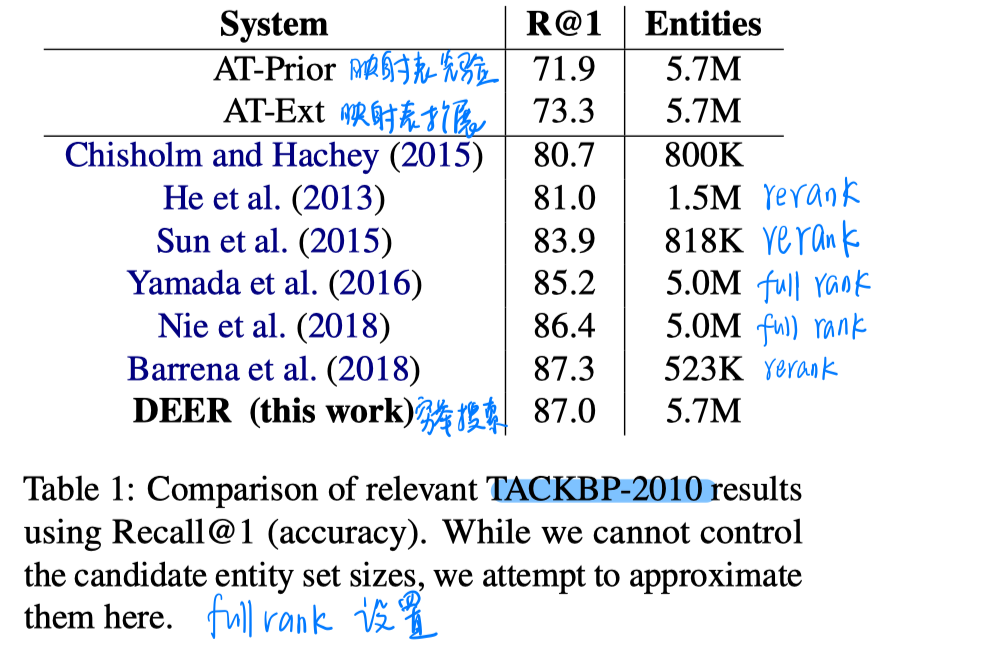 System R@1 Entities
AT-Prior 映射表先验 71.9 5.7M
AT-Ext 映射表扩展 73.3 5.7M
Chisholm and Hachey (2015) 80.7 800K
He et al. (2013) 81.0 1.5M rerank
Sun et al. (2015) 83.9 818K rerank
Yamada et al. (2016) 85.2 5.0M full rank
Nie et al. (2018) 86.4 5.0M full rank
Barrena et al. (2018) 87.3 523K rerank
DEER (this work) 穷举搜索 87.0 5.7M
Table 1: Comparison of relevant TACKBP-2010 results
using Recall@1 (accuracy). While we cannot control
the candidate entity set sizes, we attempt to approximate
them here. full rank 设置